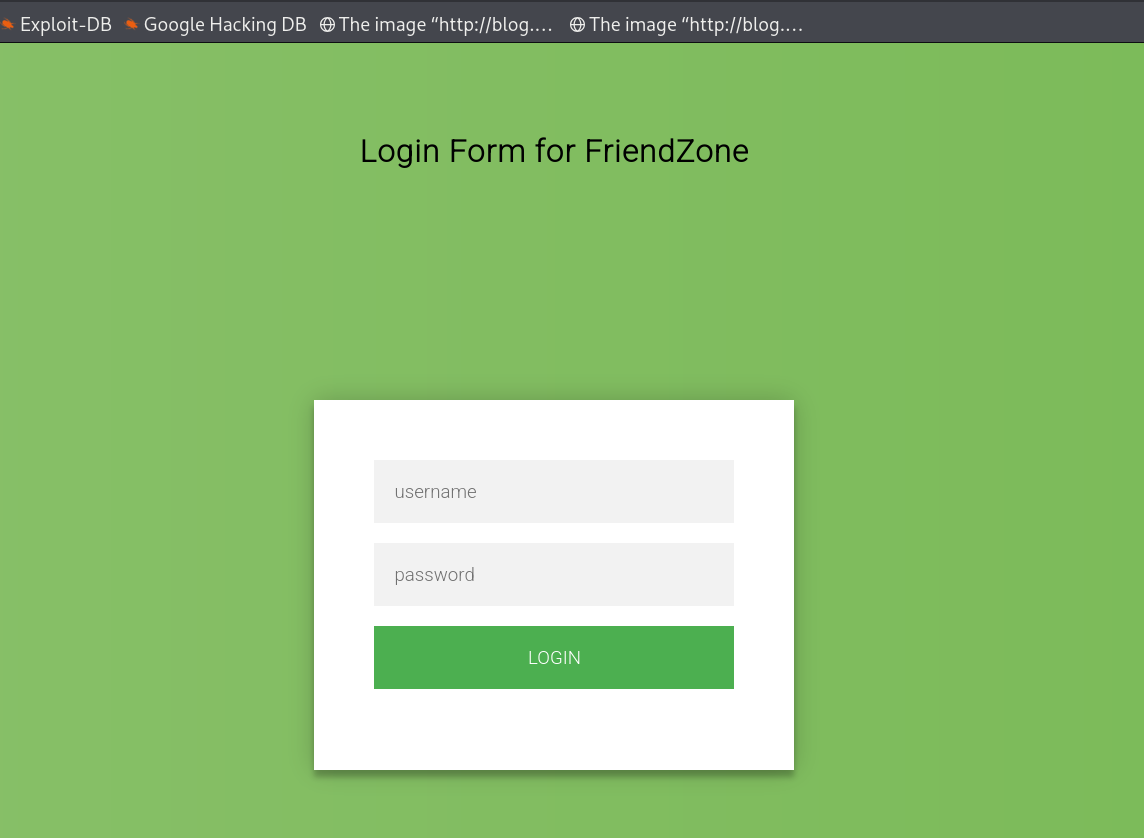 Exploit-DB Google Hacking DB The image “http://blog.... The image “http://blog....
Login Form for FriendZone
username
password
LOGIN